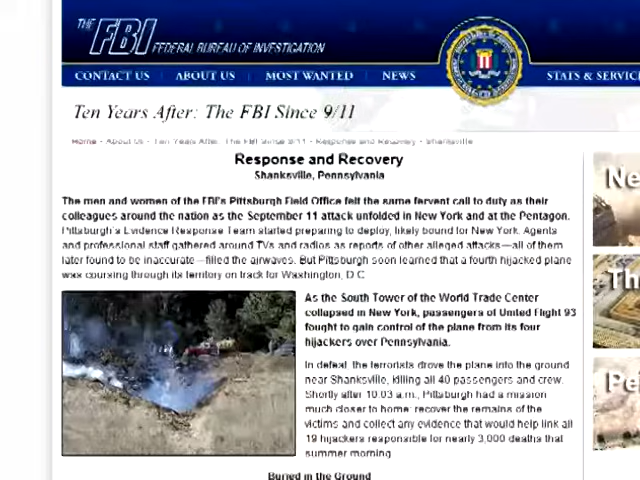 THE FBI FEDERAL BUREAU OF INVESTIGATION
CONTACT US | ABOUT US | MOST WANTED | NEWS STATS & SERVIC
Ten Years After: The FBI Since 9/11
Home • About Us • Ten Years After: The FBI Since 9/11 • Response and Recovery • Shanksville
Response and Recovery
Shanksville, Pennsylvania
The men and women of the FBI's Pittsburgh Field Office felt the same fervent call to duty as their
colleagues around the nation as the September 11 attack unfolded in New York and at the Pentagon.
Pittsburgh's Evidence Response Team started preparing to deploy, likely bound for New York. Agents
and professional staff gathered around TVs and radios as reports of other alleged attacks—all of them
later found to be inaccurate—filled the airwaves. But Pittsburgh soon learned that a fourth hijacked plane
was coursing through its territory on track for Washington, D.C.
As the South Tower of the World Trade Center
collapsed in New York, passengers of United Flight 93
fought to gain control of the plane from its four
hijackers over Pennsylvania.
In defeat, the terrorists drove the plane into the ground
near Shanksville, killing all 40 passengers and crew.
Shortly after 10:03 a.m., Pittsburgh had a mission
much closer to home: recover the remains of the
victims and collect any evidence that would help link all
19 hijackers responsible for nearly 3,000 deaths that
summer morning.
Buried in the Ground
Ne
Th
Pe